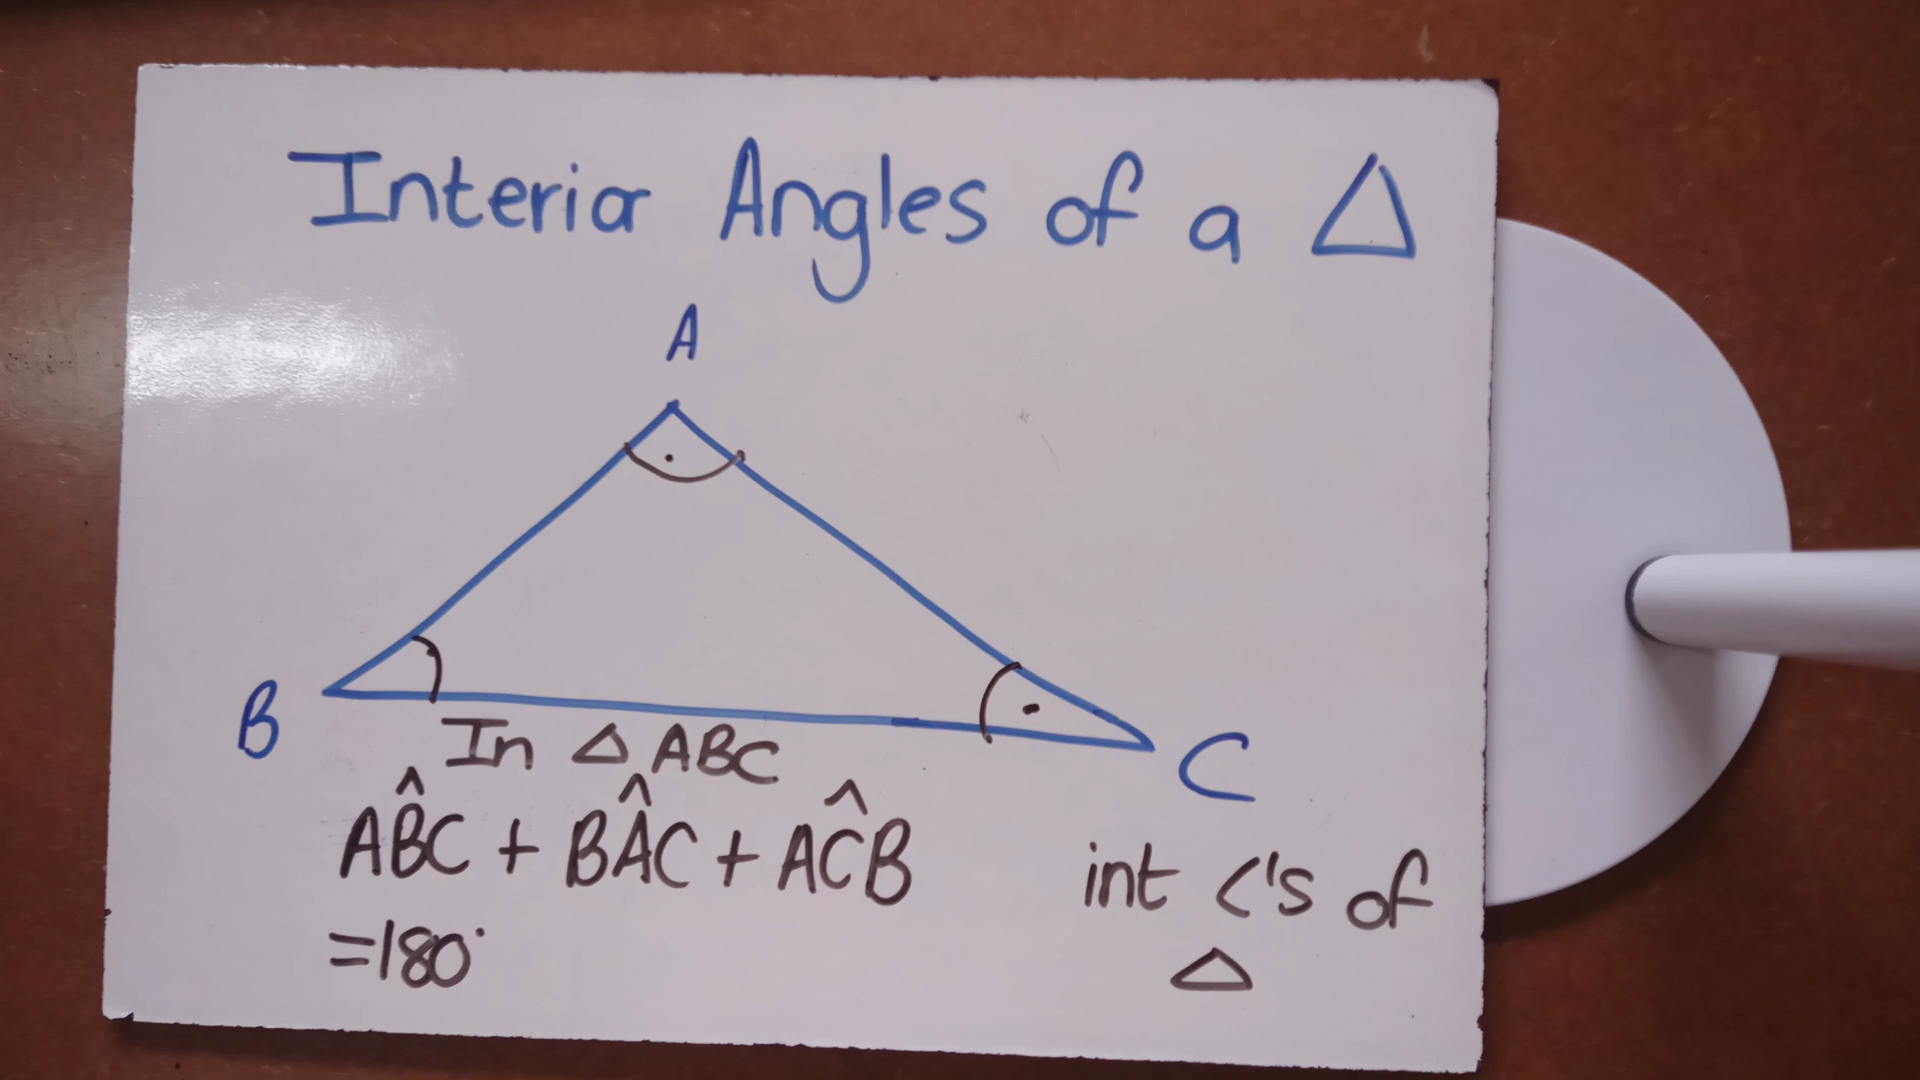 Interior Angles of a △
A
B
C
In △ ABC
AB̂C + BÂC + AĈB
=180°
int <'s of
△